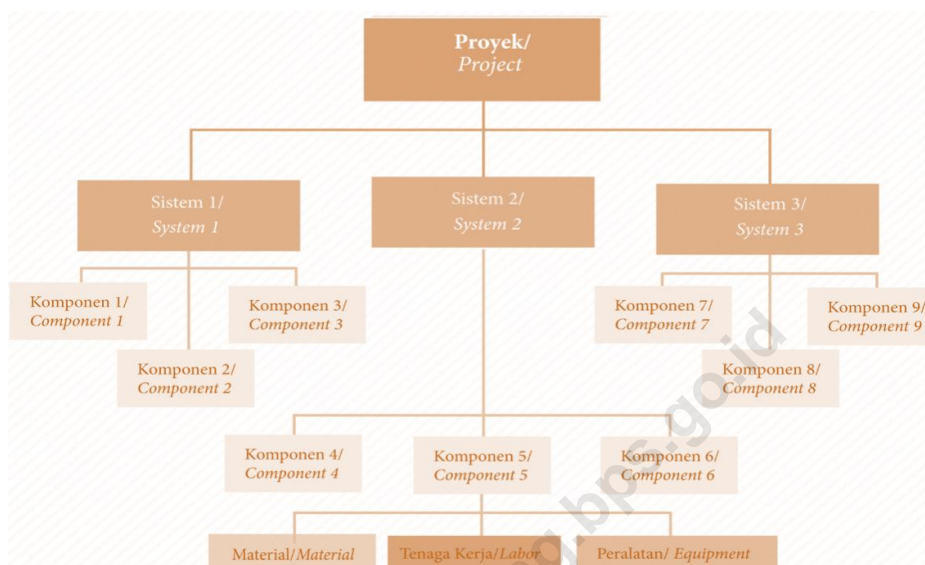 Proyek/
Project
Sistem 1/
System 1
Sistem 2/
System 2
Sistem 3/
System 3
Komponen 1/
Component 1
Komponen 2/
Component 2
Komponen 3/
Component 3
Komponen 7/
Component 7
Komponen 8/
Component 8
Komponen 9/
Component 9
Komponen 4/
Component 4
Komponen 5/
Component 5
Komponen 6/
Component 6
Material/Material
Tenaga Kerja/Labor
Peralatan/ Equipment
.bps.go.id